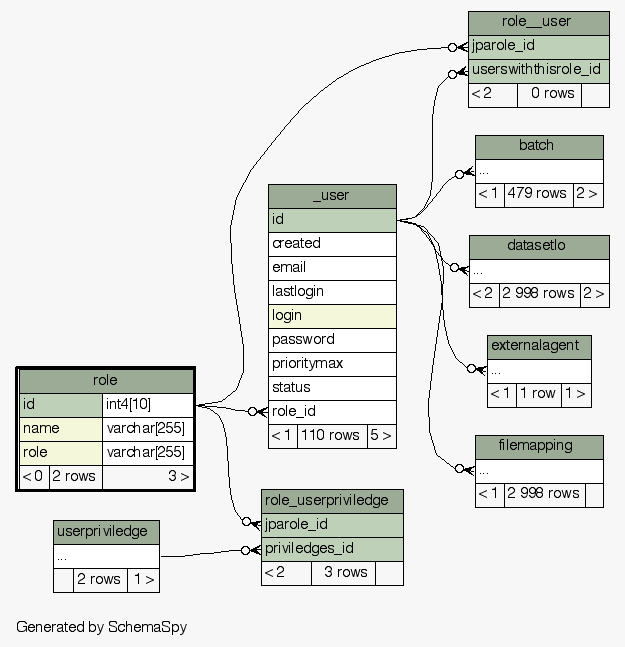 role__user
jparole_id
userswiththisrole_id
< 2 0 rows
batch
...
< 1 479 rows 2 >
_user
id
created
email
lastlogin
login
password
prioritymax
status
role_id
< 1 110 rows 5 >
datasetlo
...
< 2 2 998 rows 2 >
externalagent
...
< 1 1 row 1 >
role
id int4[10]
name varchar[255]
role varchar[255]
< 0 2 rows 3 >
filemapping
...
< 1 2 998 rows
role_userpriviledge
jparole_id
priviledges_id
< 2 3 rows
userpriviledge
...
2 rows 1 >
Generated by SchemaSpy